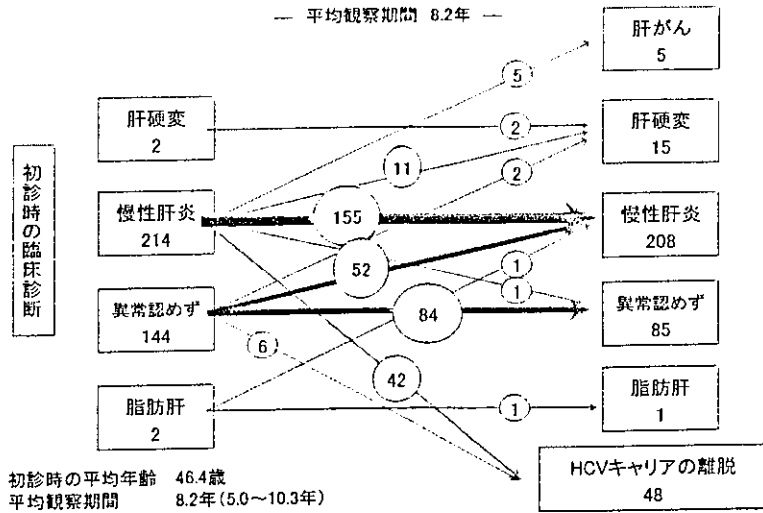 ― 平均観察期間 8.2年 ―
初診時の臨床診断
肝硬変
2
慢性肝炎
214
異常認めず
144
脂肪肝
2
5
2
11
2
155
52
1
1
84
6
42
1
肝がん
5
肝硬変
15
慢性肝炎
208
異常認めず
85
脂肪肝
1
HCVキャリアの離脱
48
初診時の平均年齢 46.4歳
平均観察期間 8.2年(5.0～10.3年)